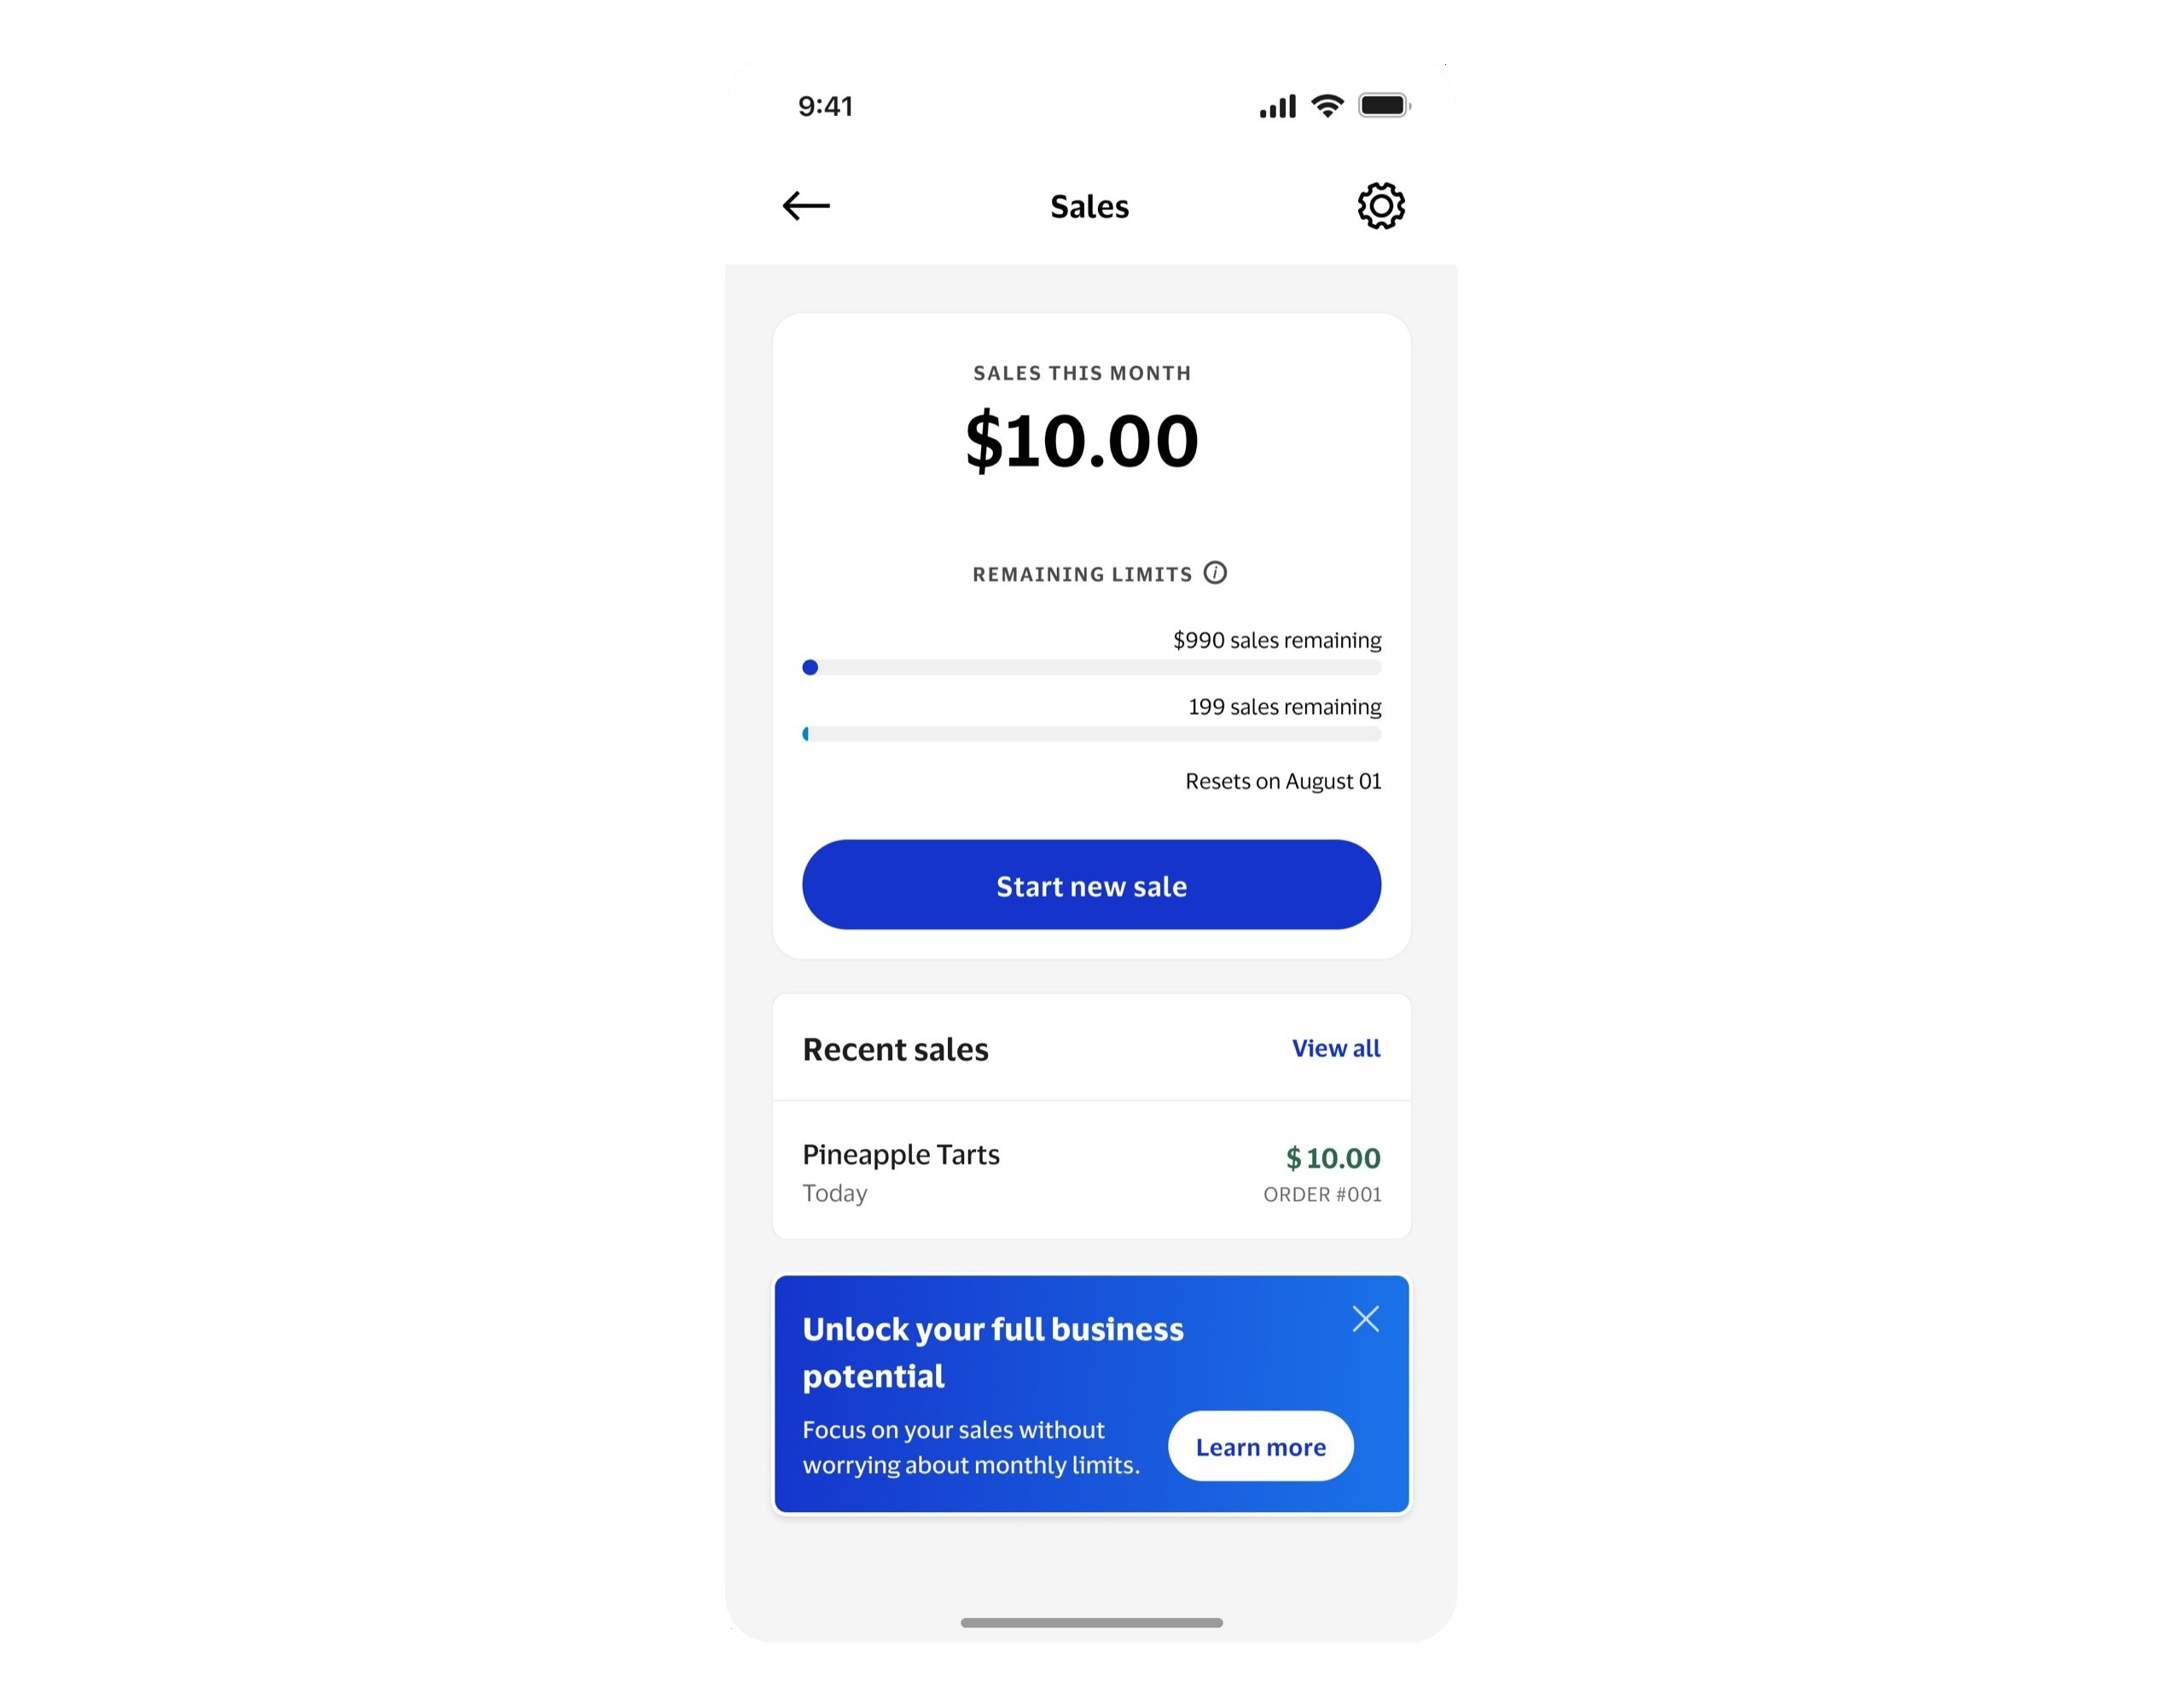 9:41
Sales
SALES THIS MONTH
$10.00
REMAINING LIMITS
$990 sales remaining
199 sales remaining
Resets on August 01
Start new sale
Recent sales
View all
Pineapple Tarts
$10.00
Today
ORDER #001
Unlock your full business
potential
Focus on your sales without
worrying about monthly limits.
Learn more